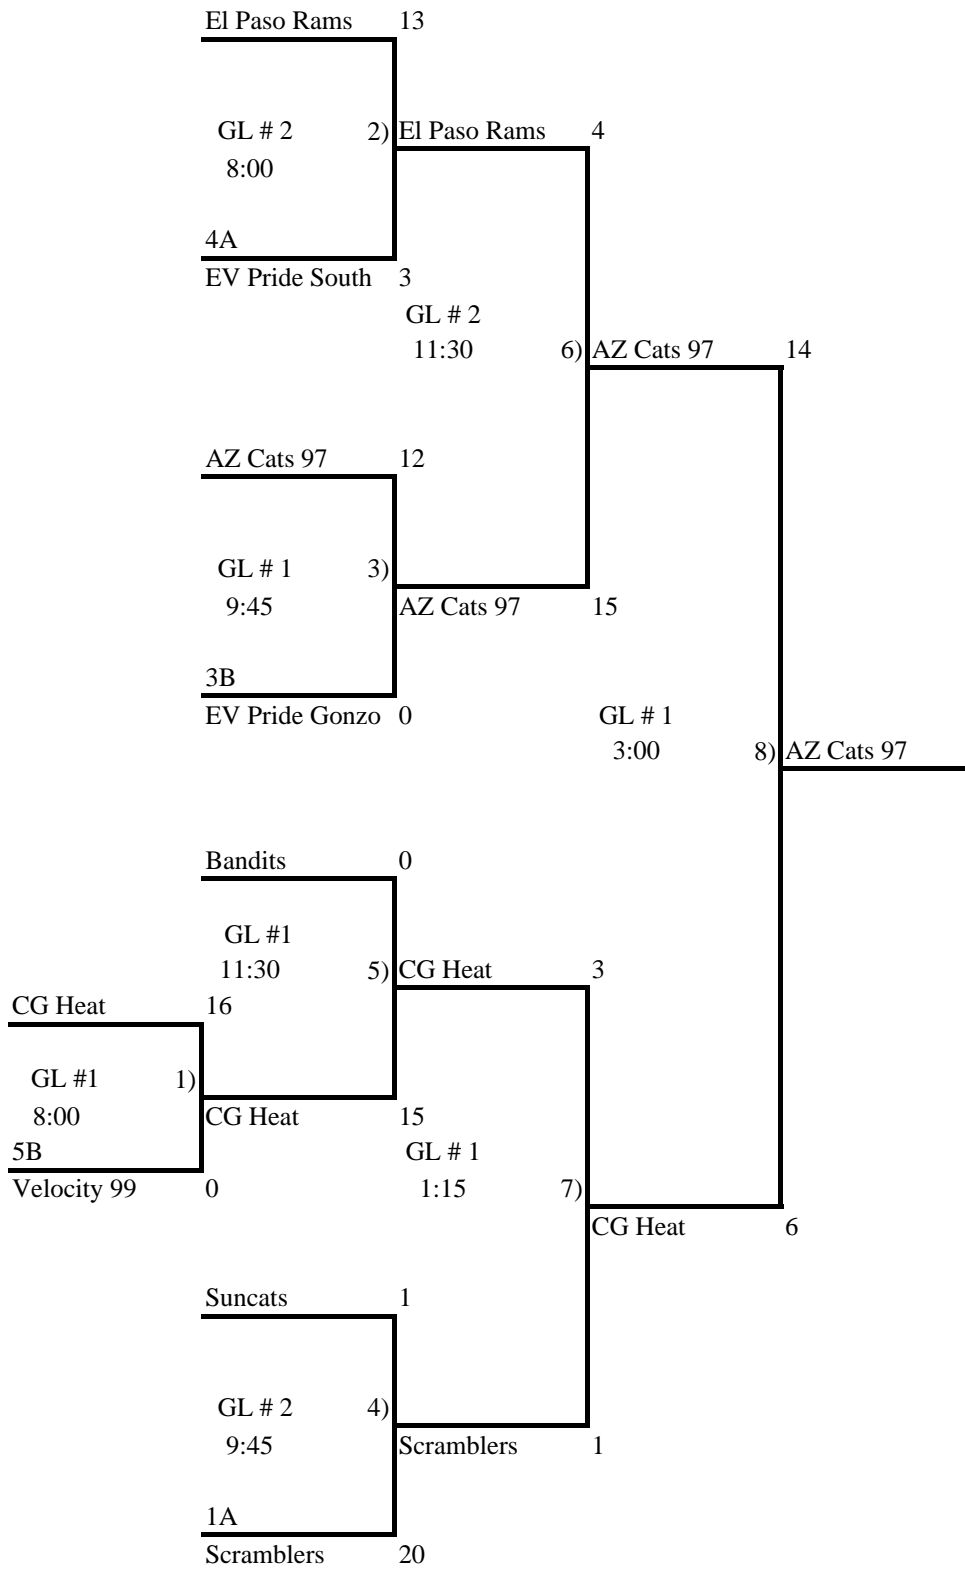 El Paso Rams 13
GL # 2 2) El Paso Rams 4
8:00
4A
EV Pride South 3
GL # 2
11:30 6) AZ Cats 97 14
AZ Cats 97 12
GL # 1 3)
9:45 AZ Cats 97 15
3B
EV Pride Gonzo 0 GL # 1
3:00 8) AZ Cats 97
Bandits 0
GL #1
11:30 5) CG Heat 3
CG Heat 16
GL #1 1)
8:00 CG Heat 15
5B GL # 1
Velocity 99 0 1:15 7)
CG Heat 6
Suncats 1
GL # 2 4)
9:45 Scramblers 1
1A
Scramblers 20